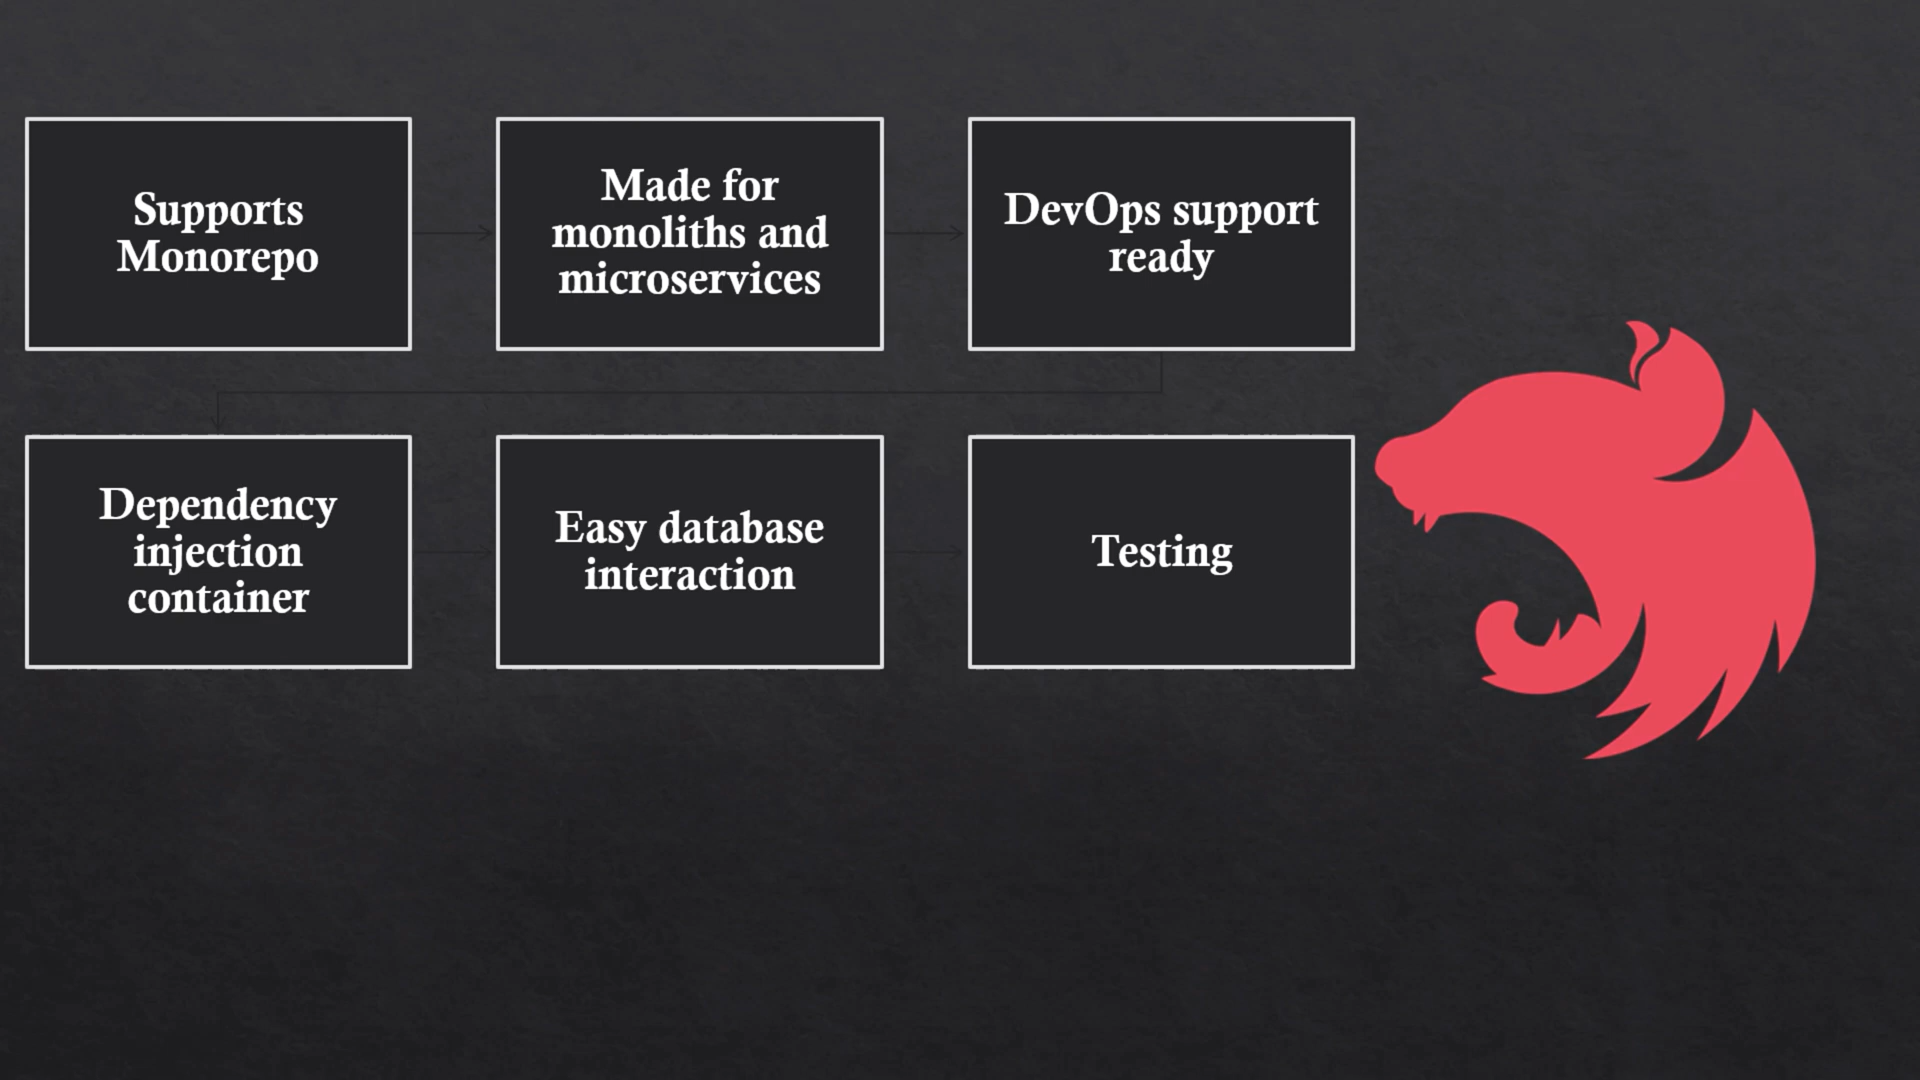 Supports
Monorepo
Made for
monoliths and
microservices
DevOps support
ready
Dependency
injection
container
Easy database
interaction
Testing